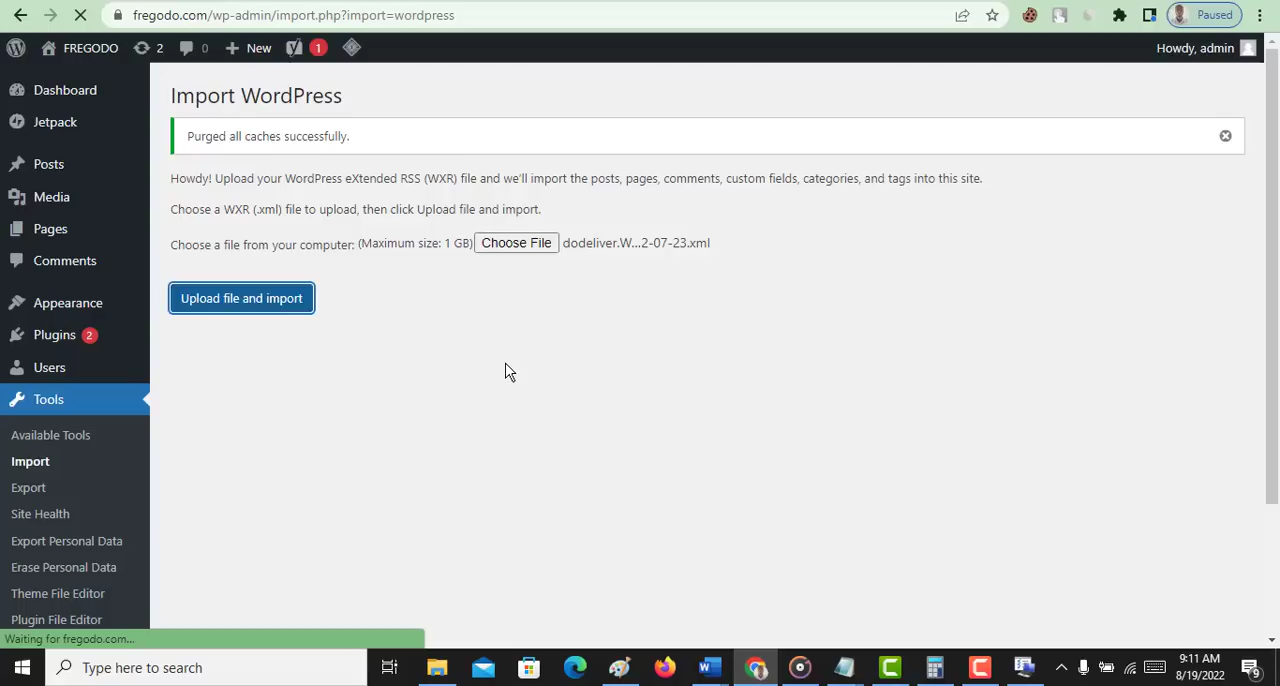 fregodo.com/wp-admin/import.php?import=wordpress
Paused
FREGODO
2
0
New
1
Howdy, admin
Dashboard
Jetpack
Posts
Media
Pages
Comments
Appearance
Plugins 2
Users
Tools
Available Tools
Import
Export
Site Health
Export Personal Data
Erase Personal Data
Theme File Editor
Plugin File Editor
Import WordPress
Purged all caches successfully.
Howdy! Upload your WordPress eXtended RSS (WXR) file and we'll import the posts, pages, comments, custom fields, categories, and tags into this site.
Choose a WXR (.xml) file to upload, then click Upload file and import.
Choose a file from your computer: (Maximum size: 1 GB) Choose File dodeliver.W...2-07-23.xml
Upload file and import
Waiting for fregodo.com...
Type here to search
9:11 AM
8/19/2022
9